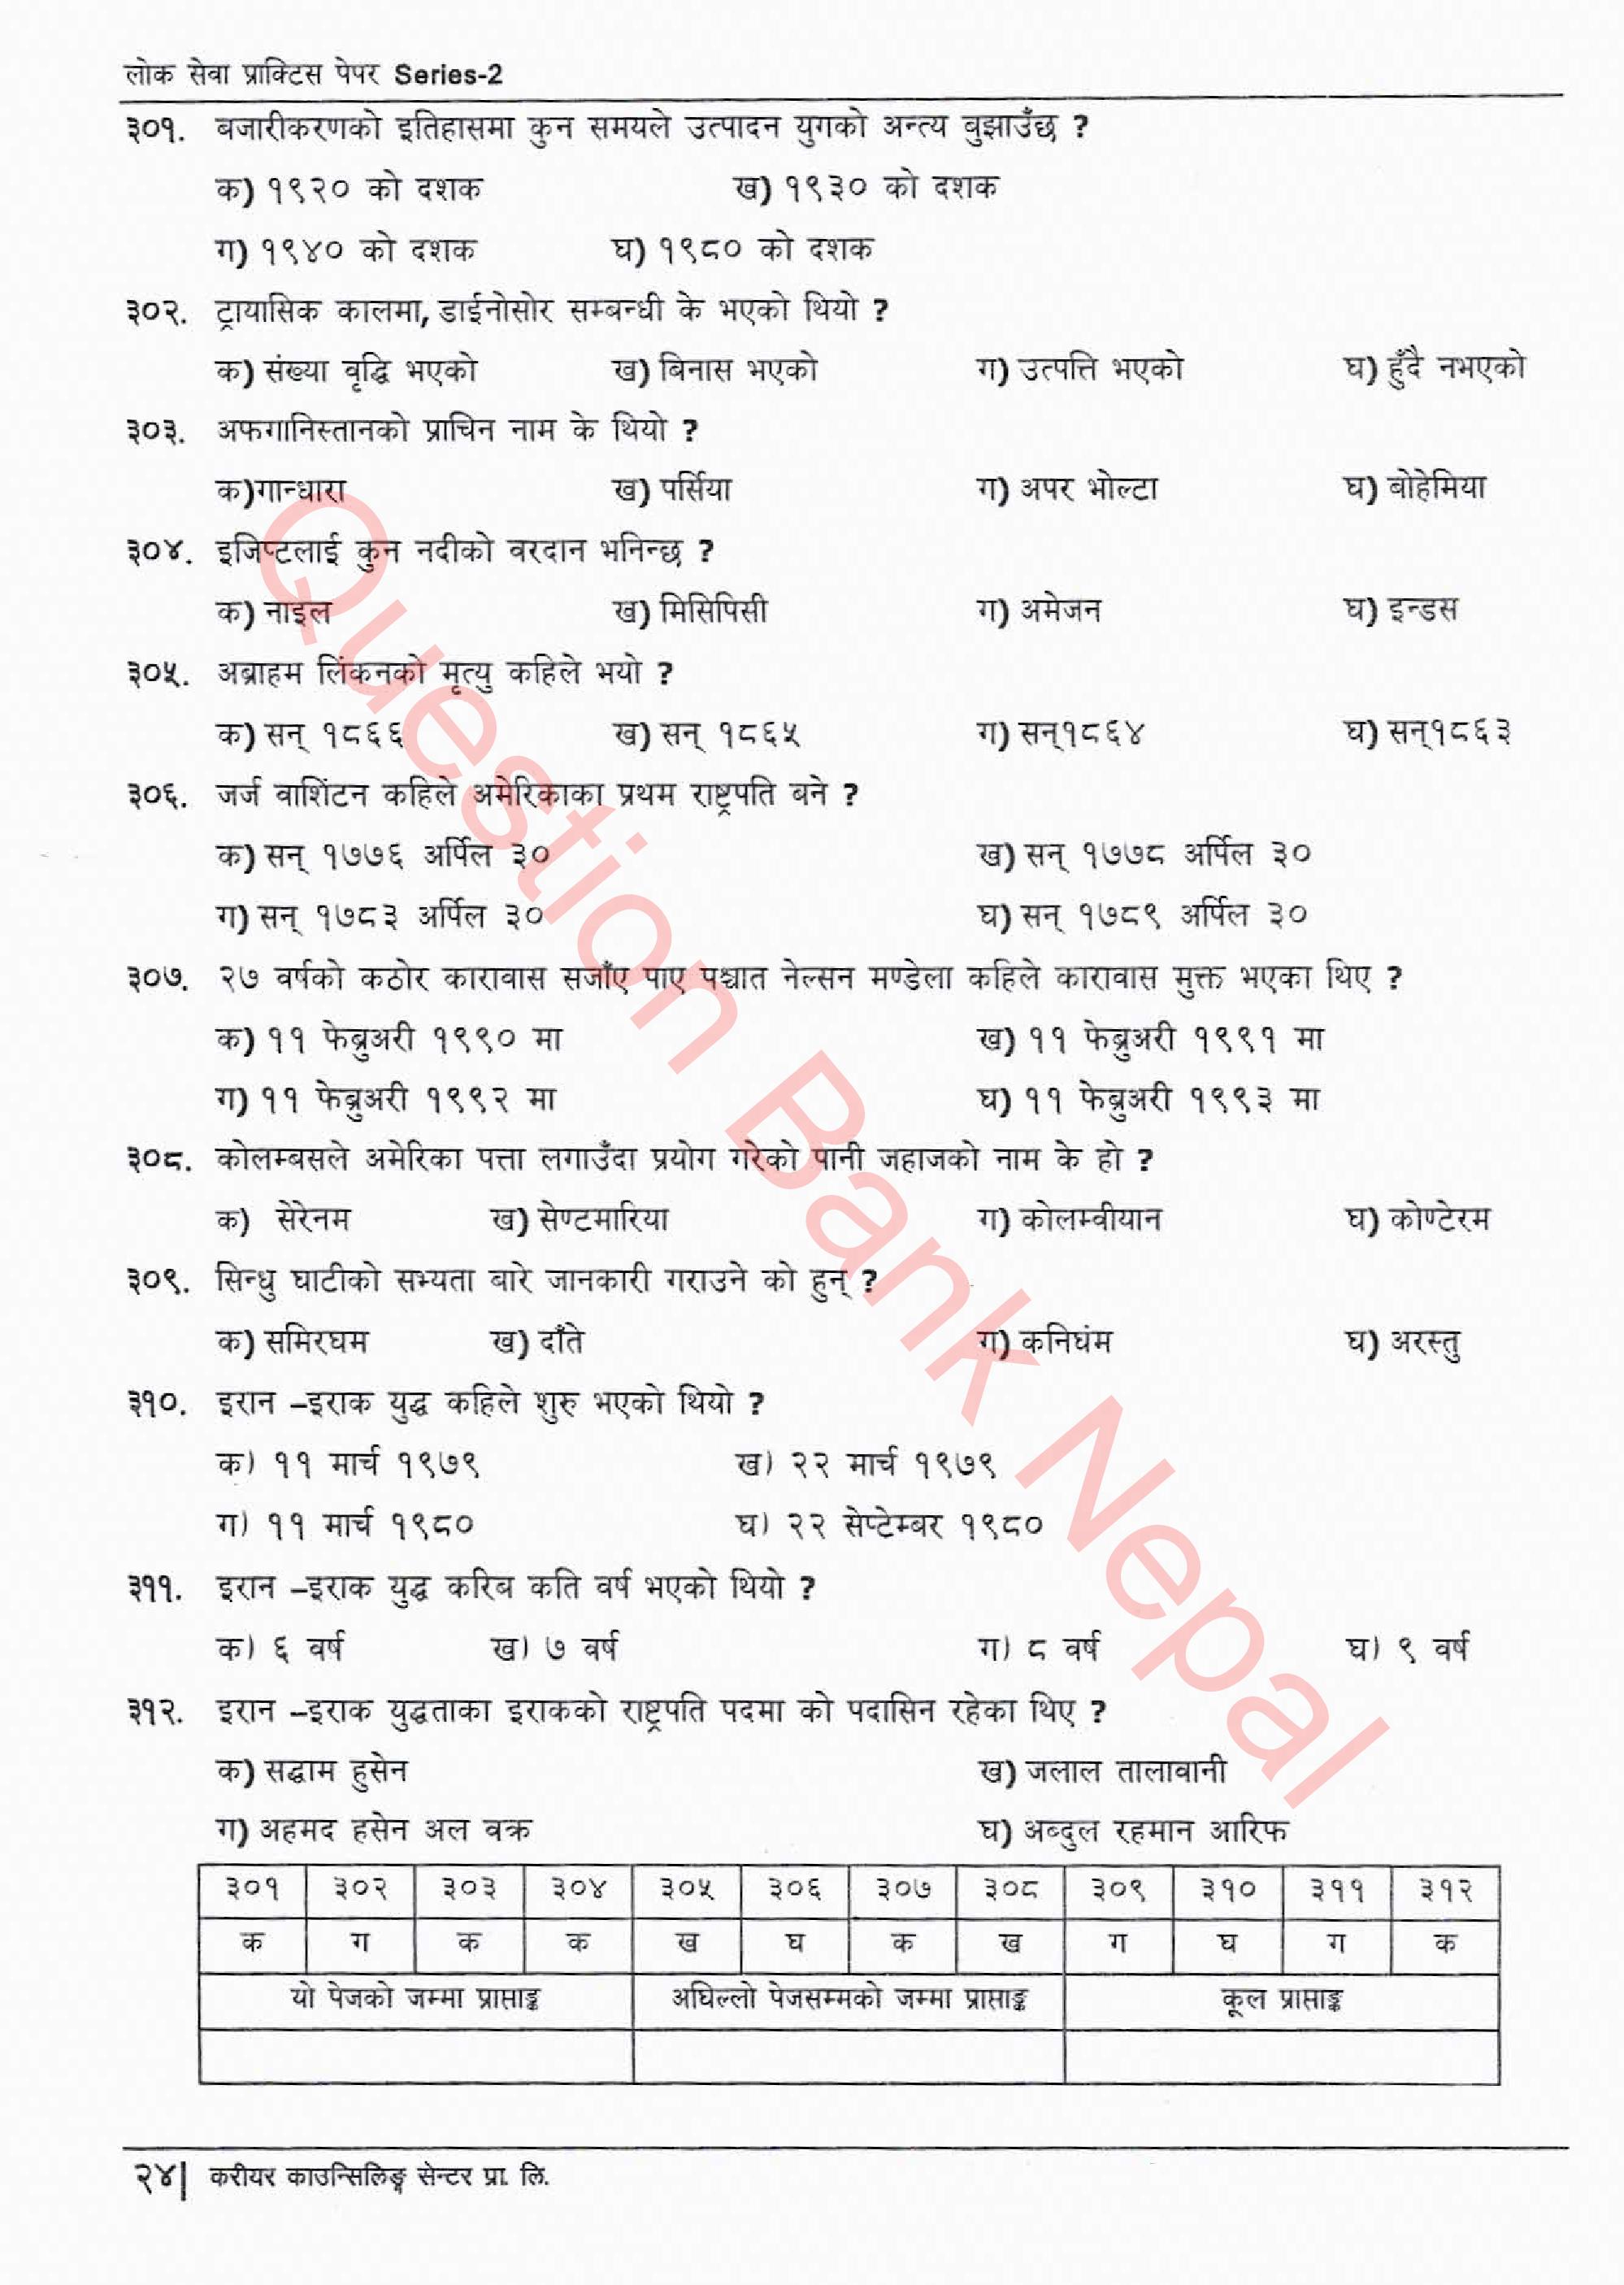 लोक सेवा प्राक्टिस पेपर Series-2
३०१. बजारीकरणको इतिहासमा कुन समयले उत्पादन युगको अन्त्य बुझाउँछ ?
क) १९२० को दशक ख) १९३० को दशक
ग) १९४० को दशक घ) १९८० को दशक
३०२. ट्रायासिक कालमा, डाईनोसोर सम्बन्धी के भएको थियो ?
क) संख्या वृद्धि भएको ख) बिनास भएको ग) उत्पत्ति भएको घ) हुँदै नभएको
३०३. अफगानिस्तानको प्राचिन नाम के थियो ?
क)गान्धारा ख) पर्सिया ग) अपर भोल्टा घ) बोहेमिया
३०४. इजिप्टलाई कुन नदीको वरदान भनिन्छ ?
क) नाइल ख) मिसिपिसी ग) अमेजन घ) इन्डस
३०५. अब्राहम लिंकनको मृत्यु कहिले भयो ?
क) सन् १८६६ ख) सन् १८६५ ग) सन्१८६४ घ) सन्१८६३
३०६. जर्ज वाशिंटन कहिले अमेरिकाका प्रथम राष्ट्रपति बने ?
क) सन् १७७६ अर्पिल ३० ख) सन् १७७८ अर्पिल ३०
ग) सन् १७८३ अर्पिल ३० घ) सन् १७८९ अर्पिल ३०
३०७. २७ वर्षको कठोर कारावास सजाँए पाए पश्चात नेल्सन मण्डेला कहिले कारावास मुक्त भएका थिए ?
क) ११ फेब्रुअरी १९९० मा ख) ११ फेब्रुअरी १९९१ मा
ग) ११ फेब्रुअरी १९९२ मा घ) ११ फेब्रुअरी १९९३ मा
३०८. कोलम्बसले अमेरिका पत्ता लगाउँदा प्रयोग गरेको पानी जहाजको नाम के हो ?
क) सेरेनम ख) सेण्टमारिया ग) कोलम्वीयान घ) कोण्टेरम
३०९. सिन्धु घाटीको सभ्यता बारे जानकारी गराउने को हुन् ?
क) समिरघम ख) दाँते ग) कनिघंम घ) अरस्तु
३१०. इरान –इराक युद्ध कहिले शुरु भएको थियो ?
क) ११ मार्च १९७९ ख) २२ मार्च १९७९
ग) ११ मार्च १९८० घ) २२ सेप्टेम्बर १९८०
३११. इरान –इराक युद्ध करिब कति वर्ष भएको थियो ?
क) ६ वर्ष ख) ७ वर्ष ग) ८ वर्ष घ) ९ वर्ष
३१२. इरान –इराक युद्धताका इराकको राष्ट्रपति पदमा को पदासिन रहेका थिए ?
क) सद्धाम हुसेन ख) जलाल तालावानी
ग) अहमद हसेन अल वक्र घ) अब्दुल रहमान आरिफ
३०१ ३०२ ३०३ ३०४ ३०५ ३०६ ३०७ ३०८ ३०९ ३१० ३११ ३१२
क ग क क ख घ क ख ग घ ग क
यो पेजको जम्मा प्राप्ताङ्क अघिल्लो पेजसम्मको जम्मा प्राप्ताङ्क कूल प्राप्ताङ्क
२४| करीयर काउन्सिलिङ्ग सेन्टर प्रा. लि.
Question Bank Nepal